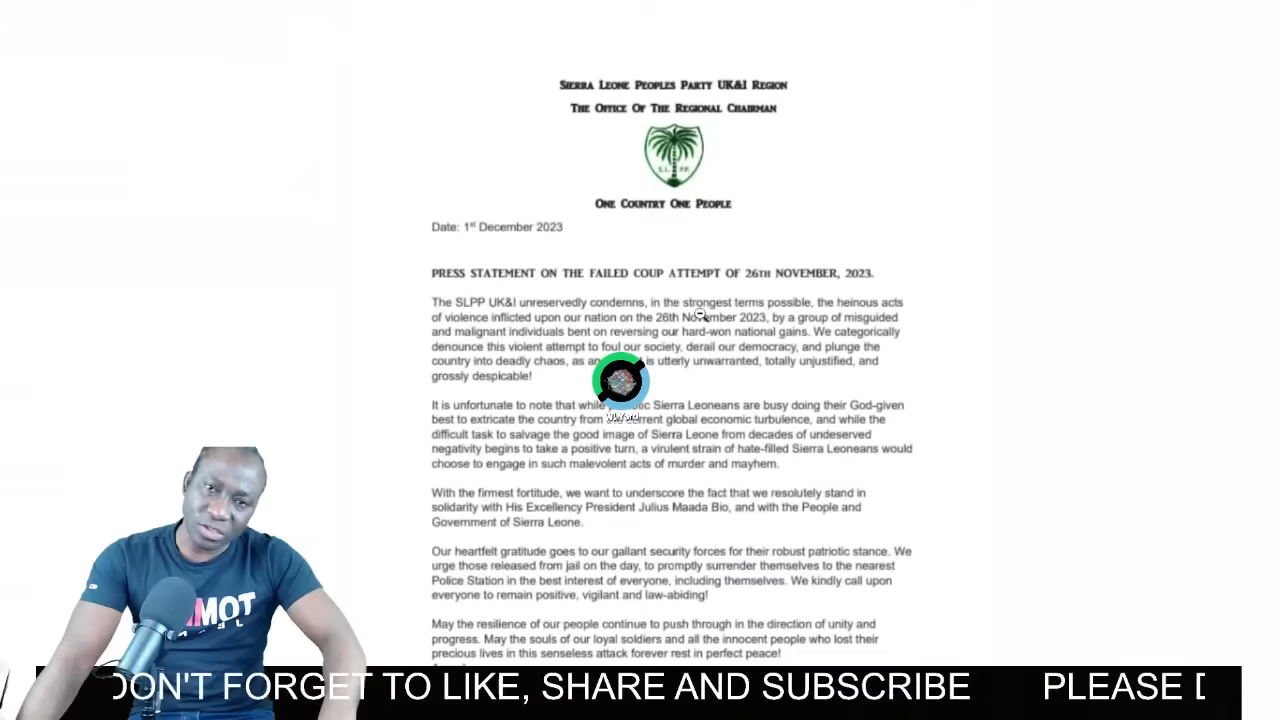 SIERRA LEONE PEOPLES PARTY UK&I REGION
THE OFFICE OF THE REGIONAL CHAIRMAN
S.L.P.P.
ONE COUNTRY ONE PEOPLE
Date: 1st December 2023
PRESS STATEMENT ON THE FAILED COUP ATTEMPT OF 26TH NOVEMBER, 2023.
The SLPP UK&I unreservedly condemns, in the strongest terms possible, the heinous acts
of violence inflicted upon our nation on the 26th November 2023, by a group of misguided
and malignant individuals bent on reversing our hard-won national gains. We categorically
denounce this violent attempt to foul our society, derail our democracy, and plunge the
country into deadly chaos, as an is utterly unwarranted, totally unjustified, and
grossly despicable!
It is unfortunate to note that while Sierra Leoneans are busy doing their God-given
best to extricate the country from global economic turbulence, and while the
difficult task to salvage the good image of Sierra Leone from decades of undeserved
negativity begins to take a positive turn, a virulent strain of hate-filled Sierra Leoneans would
choose to engage in such malevolent acts of murder and mayhem.
With the firmest fortitude, we want to underscore the fact that we resolutely stand in
solidarity with His Excellency President Julius Maada Bio, and with the People and
Government of Sierra Leone.
Our heartfelt gratitude goes to our gallant security forces for their robust patriotic stance. We
urge those released from jail on the day, to promptly surrender themselves to the nearest
Police Station in the best interest of everyone, including themselves. We kindly call upon
everyone to remain positive, vigilant and law-abiding!
May the resilience of our people continue to push through in the direction of unity and
progress. May the souls of our loyal soldiers and all the innocent people who lost their
precious lives in this senseless attack forever rest in perfect peace!
DON'T FORGET TO LIKE, SHARE AND SUBSCRIBE PLEASE D